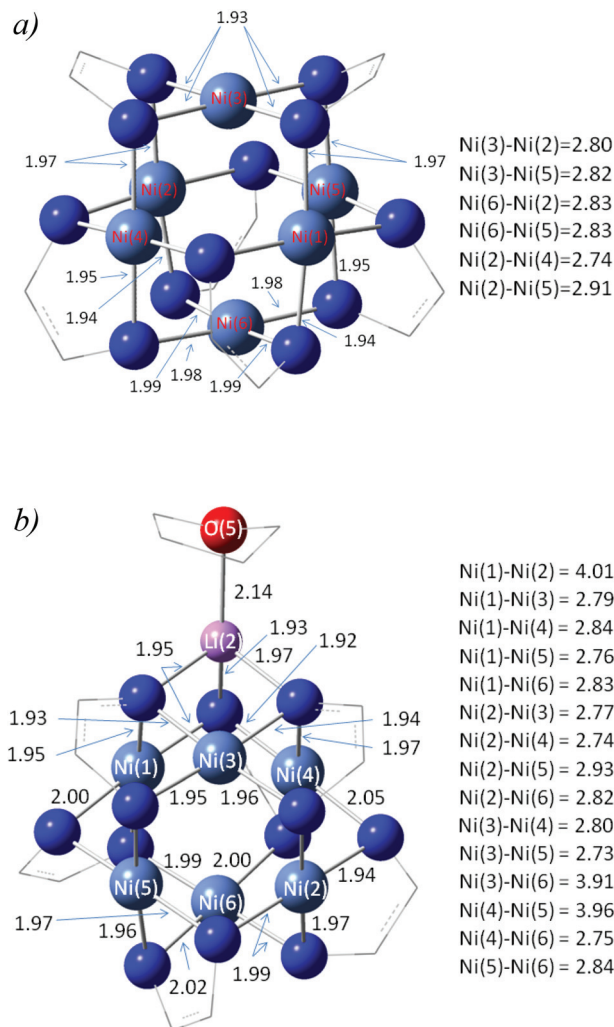 a)
1.93
Ni(3)
1.97
1.97
Ni(2)
Ni(5)
Ni(4)
Ni(1)
1.95
1.98
1.95
1.94
Ni(6)
1.94
1.99
1.98
1.99
Ni(3)-Ni(2)=2.80
Ni(3)-Ni(5)=2.82
Ni(6)-Ni(2)=2.83
Ni(6)-Ni(5)=2.83
Ni(2)-Ni(4)=2.74
Ni(2)-Ni(5)=2.91
b)
O(5)
2.14
1.93
1.95
Li(2)
1.97
1.92
1.93
1.94
1.95
1.97
Ni(1)
Ni(3)
Ni(4)
2.00
1.95
1.96
2.05
1.99
2.00
1.94
Ni(5)
Ni(6)
Ni(2)
1.97
1.96
1.97
1.99
2.02
Ni(1)-Ni(2) = 4.01
Ni(1)-Ni(3) = 2.79
Ni(1)-Ni(4) = 2.84
Ni(1)-Ni(5) = 2.76
Ni(1)-Ni(6) = 2.83
Ni(2)-Ni(3) = 2.77
Ni(2)-Ni(4) = 2.74
Ni(2)-Ni(5) = 2.93
Ni(2)-Ni(6) = 2.82
Ni(3)-Ni(4) = 2.80
Ni(3)-Ni(5) = 2.73
Ni(3)-Ni(6) = 3.91
Ni(4)-Ni(5) = 3.96
Ni(4)-Ni(6) = 2.75
Ni(5)-Ni(6) = 2.84